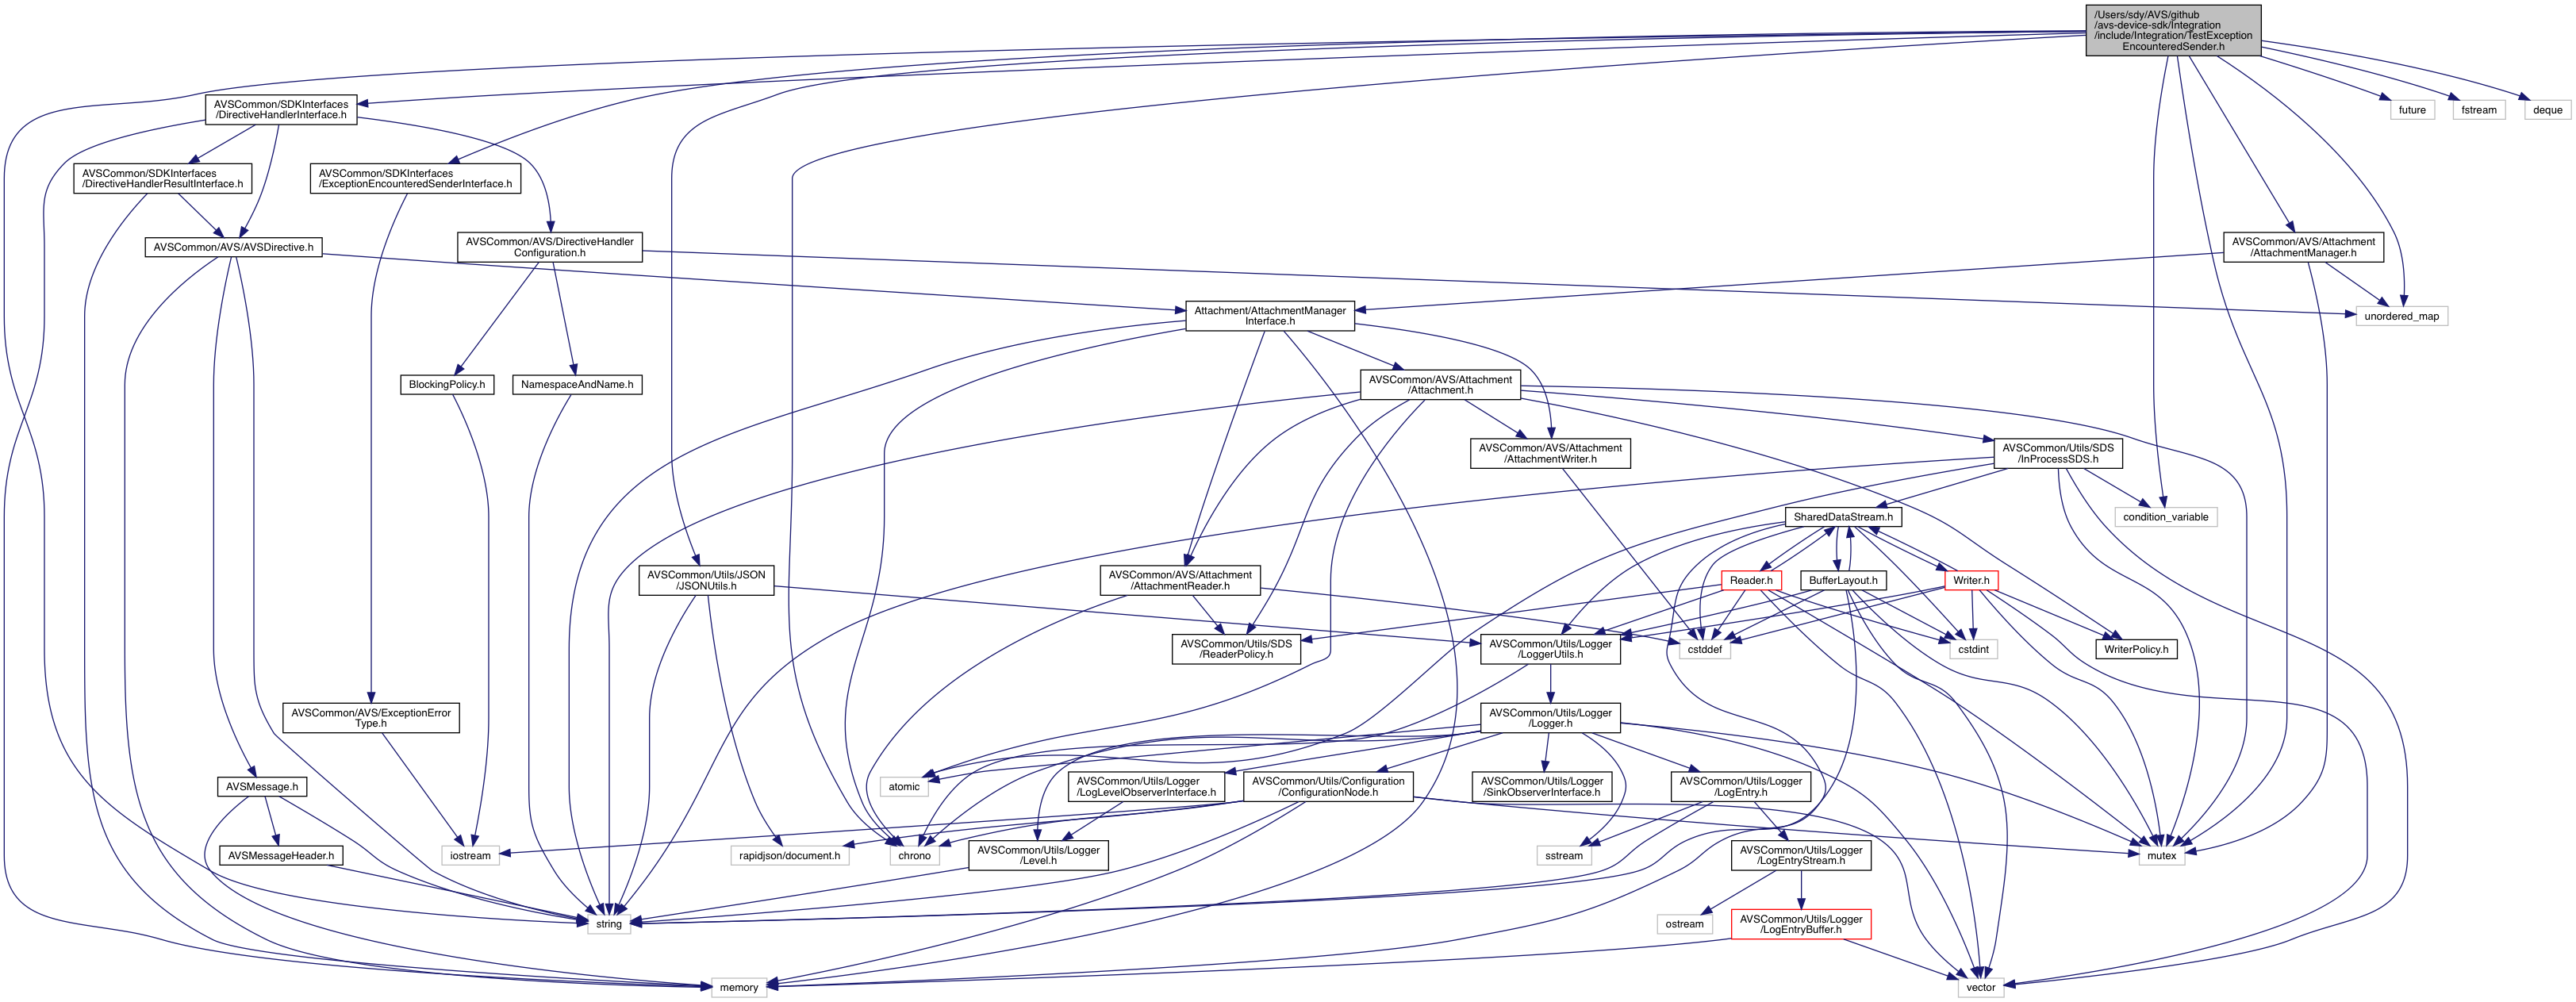 /Users/sdy/AVS/github
/avs-device-sdk/Integration
/include/Integration/TestException
EncounteredSender.h
AVSCommon/SDKInterfaces
/DirectiveHandlerInterface.h
future
fstream
deque
AVSCommon/SDKInterfaces
/DirectiveHandlerResultInterface.h
AVSCommon/SDKInterfaces
/ExceptionEncounteredSenderInterface.h
AVSCommon/AVS/AVSDirective.h
AVSCommon/AVS/DirectiveHandler
Configuration.h
AVSCommon/AVS/Attachment
/AttachmentManager.h
Attachment/AttachmentManager
Interface.h
unordered_map
BlockingPolicy.h
NamespaceAndName.h
AVSCommon/AVS/Attachment
/Attachment.h
AVSCommon/AVS/Attachment
/AttachmentWriter.h
AVSCommon/Utils/SDS
/InProcessSDS.h
SharedDataStream.h
condition_variable
AVSCommon/Utils/JSON
/JSONUtils.h
AVSCommon/AVS/Attachment
/AttachmentReader.h
Reader.h
BufferLayout.h
Writer.h
AVSCommon/Utils/SDS
/ReaderPolicy.h
AVSCommon/Utils/Logger
/LoggerUtils.h
cstddef
cstdint
WriterPolicy.h
AVSCommon/AVS/ExceptionError
Type.h
AVSCommon/Utils/Logger
/Logger.h
AVSMessage.h
atomic
AVSCommon/Utils/Logger
/LogLevelObserverInterface.h
AVSCommon/Utils/Configuration
/ConfigurationNode.h
AVSCommon/Utils/Logger
/SinkObserverInterface.h
AVSCommon/Utils/Logger
/LogEntry.h
AVSMessageHeader.h
iostream
rapidjson/document.h
chrono
AVSCommon/Utils/Logger
/Level.h
sstream
AVSCommon/Utils/Logger
/LogEntryStream.h
mutex
string
ostream
AVSCommon/Utils/Logger
/LogEntryBuffer.h
memory
vector